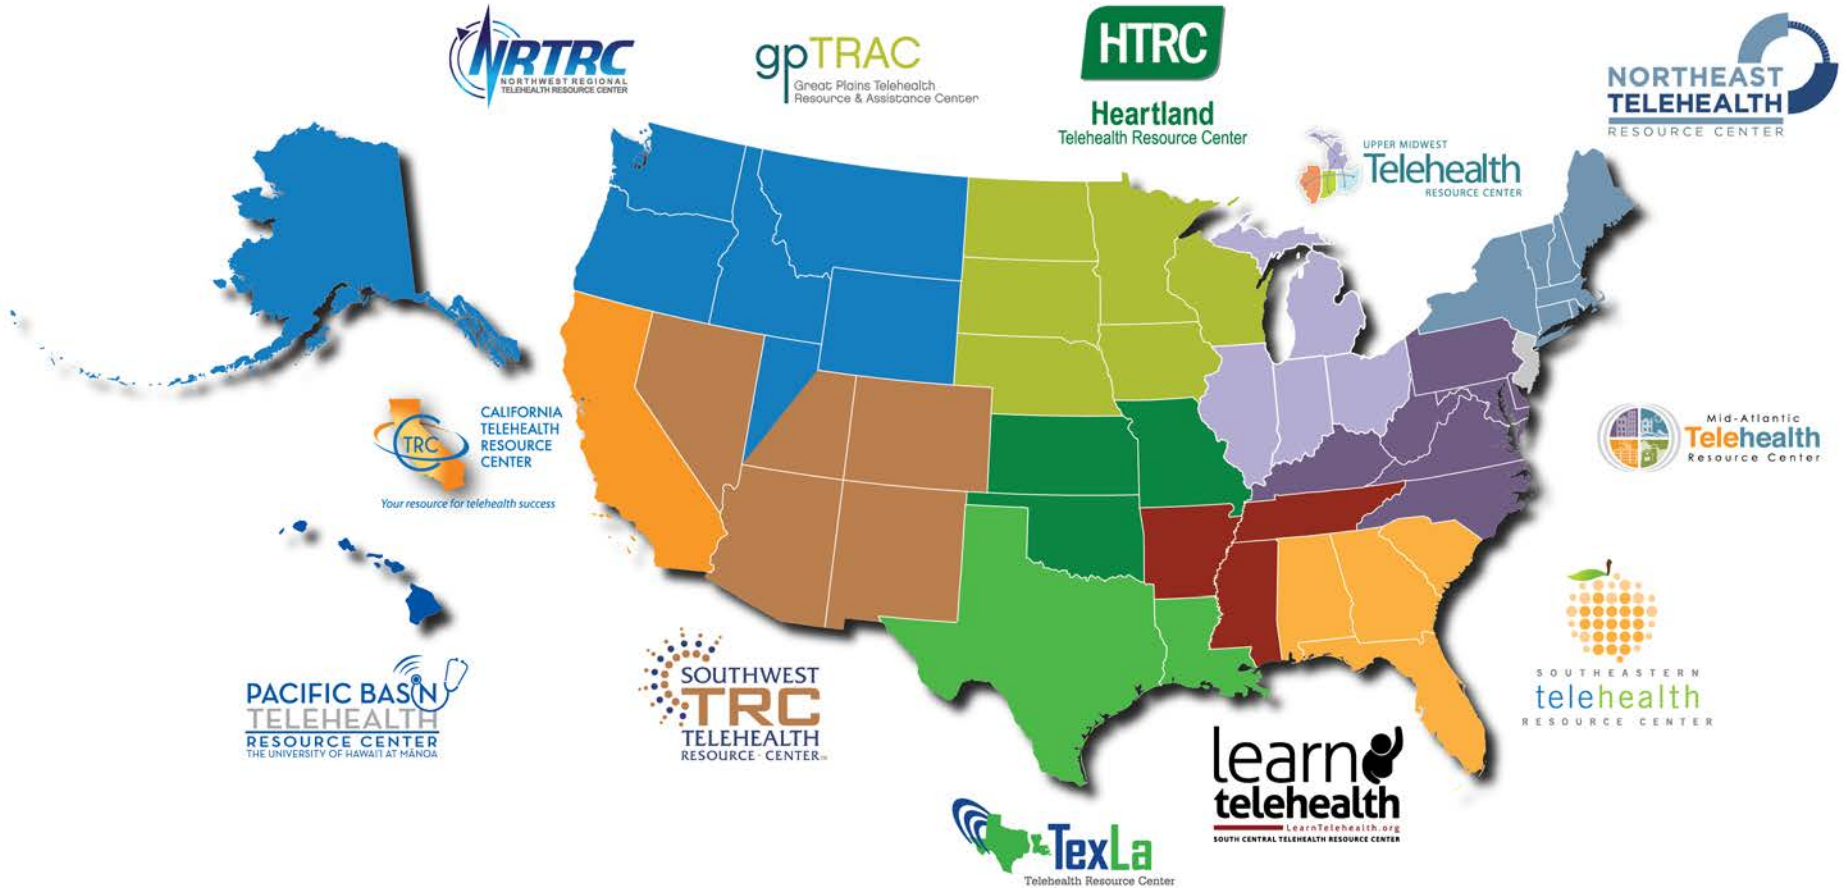 NRTRC
NORTHWEST REGIONAL
TELEHEALTH RESOURCE CENTER
gpTRAC
Great Plains Telehealth
Resource & Assistance Center
HTRC
Heartland
Telehealth Resource Center
NORTHEAST
TELEHEALTH
RESOURCE CENTER
UPPER MIDWEST
Telehealth
RESOURCE CENTER
TRC
CALIFORNIA
TELEHEALTH
RESOURCE
CENTER
Your resource for telehealth success
Mid-Atlantic
Telehealth
Resource Center
PACIFIC BASIN
TELEHEALTH
RESOURCE CENTER
THE UNIVERSITY OF HAWAI'I AT MĀNOA
SOUTHWEST
TRC
TELEHEALTH
RESOURCE · CENTER
SOUTHEASTERN
telehealth
RESOURCE CENTER
learn
telehealth
LearnTelehealth.org
SOUTH CENTRAL TELEHEALTH RESOURCE CENTER
TexLa
Telehealth Resource Center